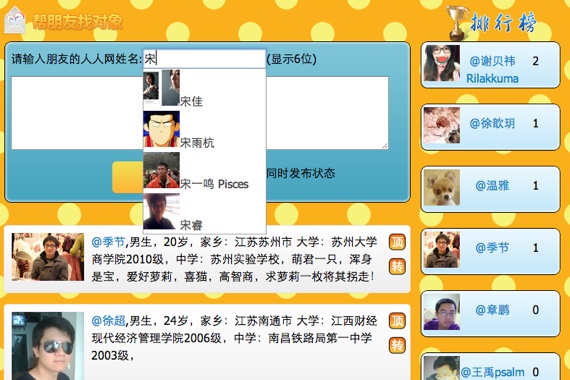 帮朋友找对象
请输入朋友的人人网姓名:宋 (显示6位)
宋佳
宋雨杭
宋一鸣 Pisces
宋睿
同时发布状态
@季节,男生，20岁，家乡：江苏苏州市 大学：苏州大学
商学院2010级，中学：苏州实验学校，萌君一只，浑身
是宝，爱好萝莉，喜猫，高智商，求萝莉一枚将其拐走！
顶
转
@徐超,男生，24岁，家乡：江苏南通市 大学：江西财经
现代经济管理学院2006级，中学：南昌铁路局第一中学
2003级，
顶
转
排行榜
@谢贝祎 2
Rilakkuma
@徐歆玥 1
@温雅 1
@季节 1
@章鹏 0
@王禹psalm 0